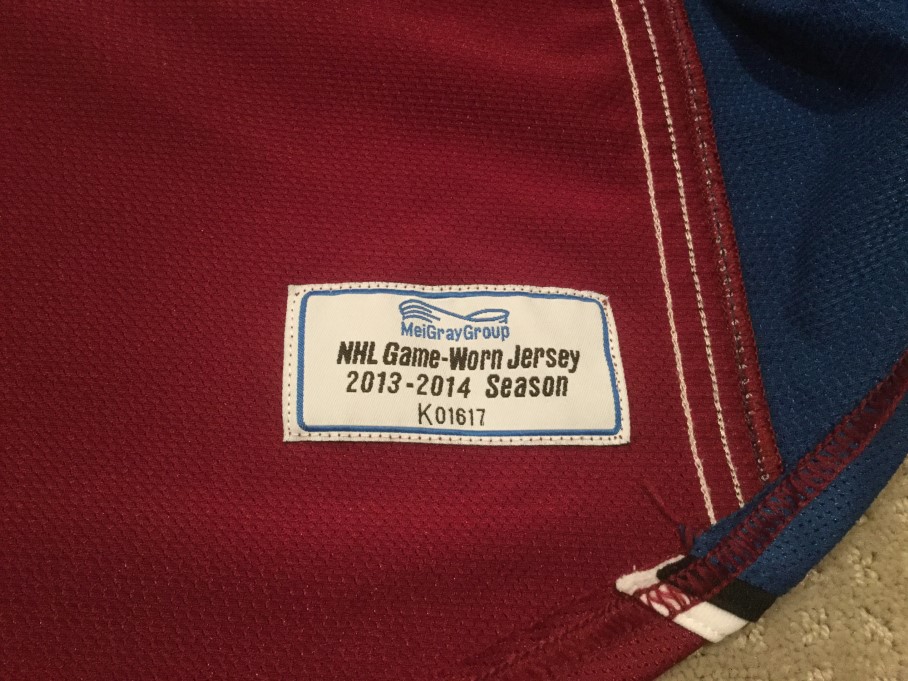 MeiGrayGroup
NHL Game-Worn Jersey
2013-2014 Season
K01617